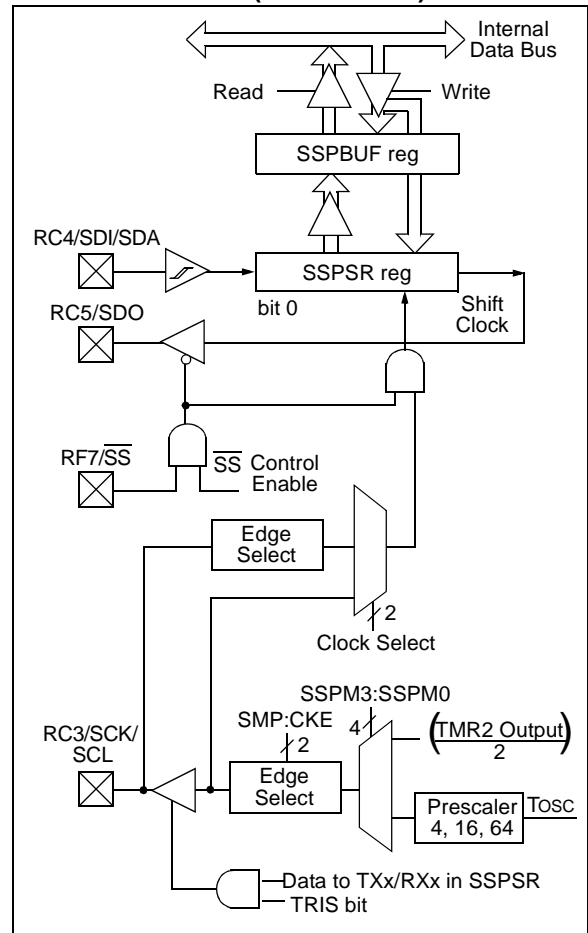 Internal
Data Bus
Read
Write
SSPBUF reg
RC4/SDI/SDA
SSPSR reg
bit 0
Shift
Clock
RC5/SDO
RF7/SS
SS Control
Enable
Edge
Select
2
Clock Select
SSPM3:SSPM0
SMP:CKE
4
(TMR2 Output)
2
2
RC3/SCK/
SCL
Edge
Select
Prescaler
4, 16, 64
TOSC
Data to TXx/RXx in SSPSR
TRIS bit